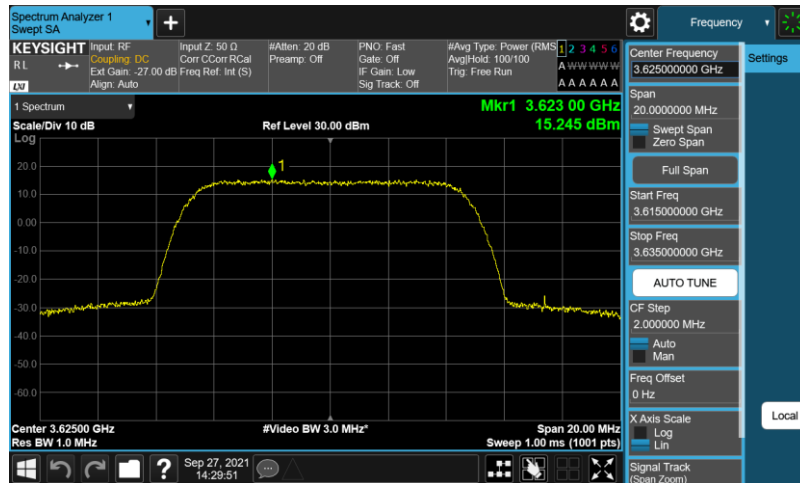 Spectrum Analyzer 1
Swept SA
+
Frequency
KEYSIGHT
RL
LXI
Input: RF
Coupling: DC
Ext Gain: -27.00 dB
Align: Auto
Input Z: 50 Ω
Corr CCorr RCal
Freq Ref: Int (S)
#Atten: 20 dB
Preamp: Off
PNO: Fast
Gate: Off
IF Gain: Low
Sig Track: Off
#Avg Type: Power (RMS
Avg|Hold: 100/100
Trig: Free Run
1 2 3 4 5 6
A W W W W W
A A A A A A
1 Spectrum
Scale/Div 10 dB
Log
Ref Level 30.00 dBm
Mkr1 3.623 00 GHz
15.245 dBm
1
20.0
10.0
0.00
-10.0
-20.0
-30.0
-40.0
-50.0
-60.0
Center 3.62500 GHz
Res BW 1.0 MHz
#Video BW 3.0 MHz*
Span 20.00 MHz
Sweep 1.00 ms (1001 pts)
?
Sep 27, 2021
14:29:51
Center Frequency
3.625000000 GHz
Span
20.0000000 MHz
Swept Span
Zero Span
Full Span
Start Freq
3.615000000 GHz
Stop Freq
3.635000000 GHz
AUTO TUNE
CF Step
2.000000 MHz
Auto
Man
Freq Offset
0 Hz
X Axis Scale
Log
Lin
Signal Track
(Span Zoom)
Settings
Local